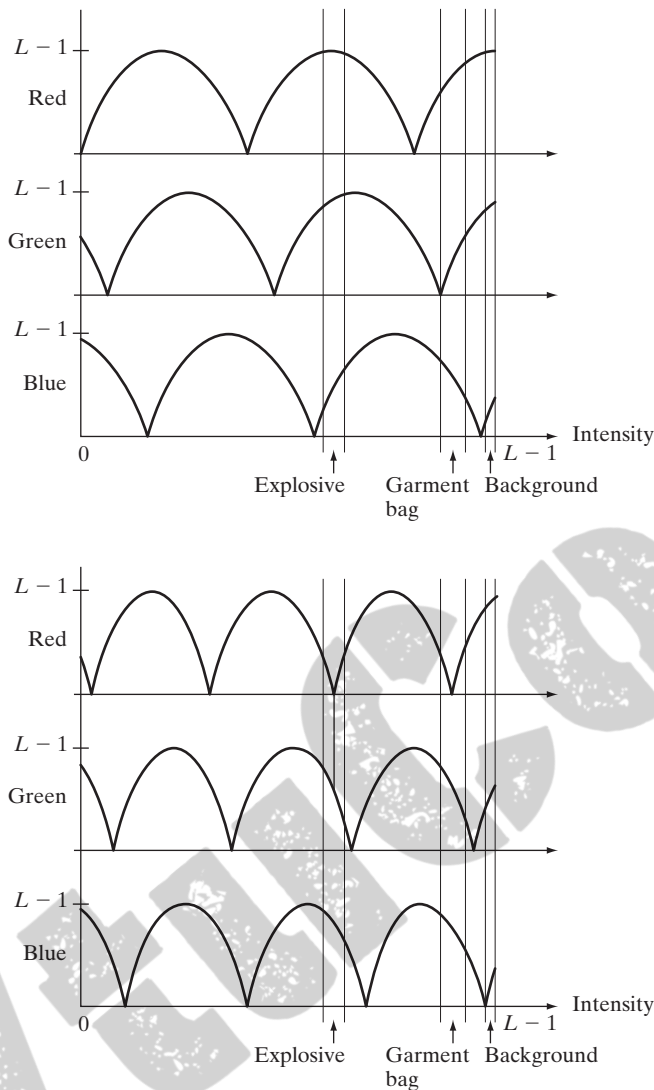 L − 1
Red
L − 1
Green
L − 1
Blue
Intensity
0
L − 1
Explosive
Garment
bag
Background
L − 1
Red
L − 1
Green
L − 1
Blue
Intensity
0
L − 1
Explosive
Garment
bag
Background